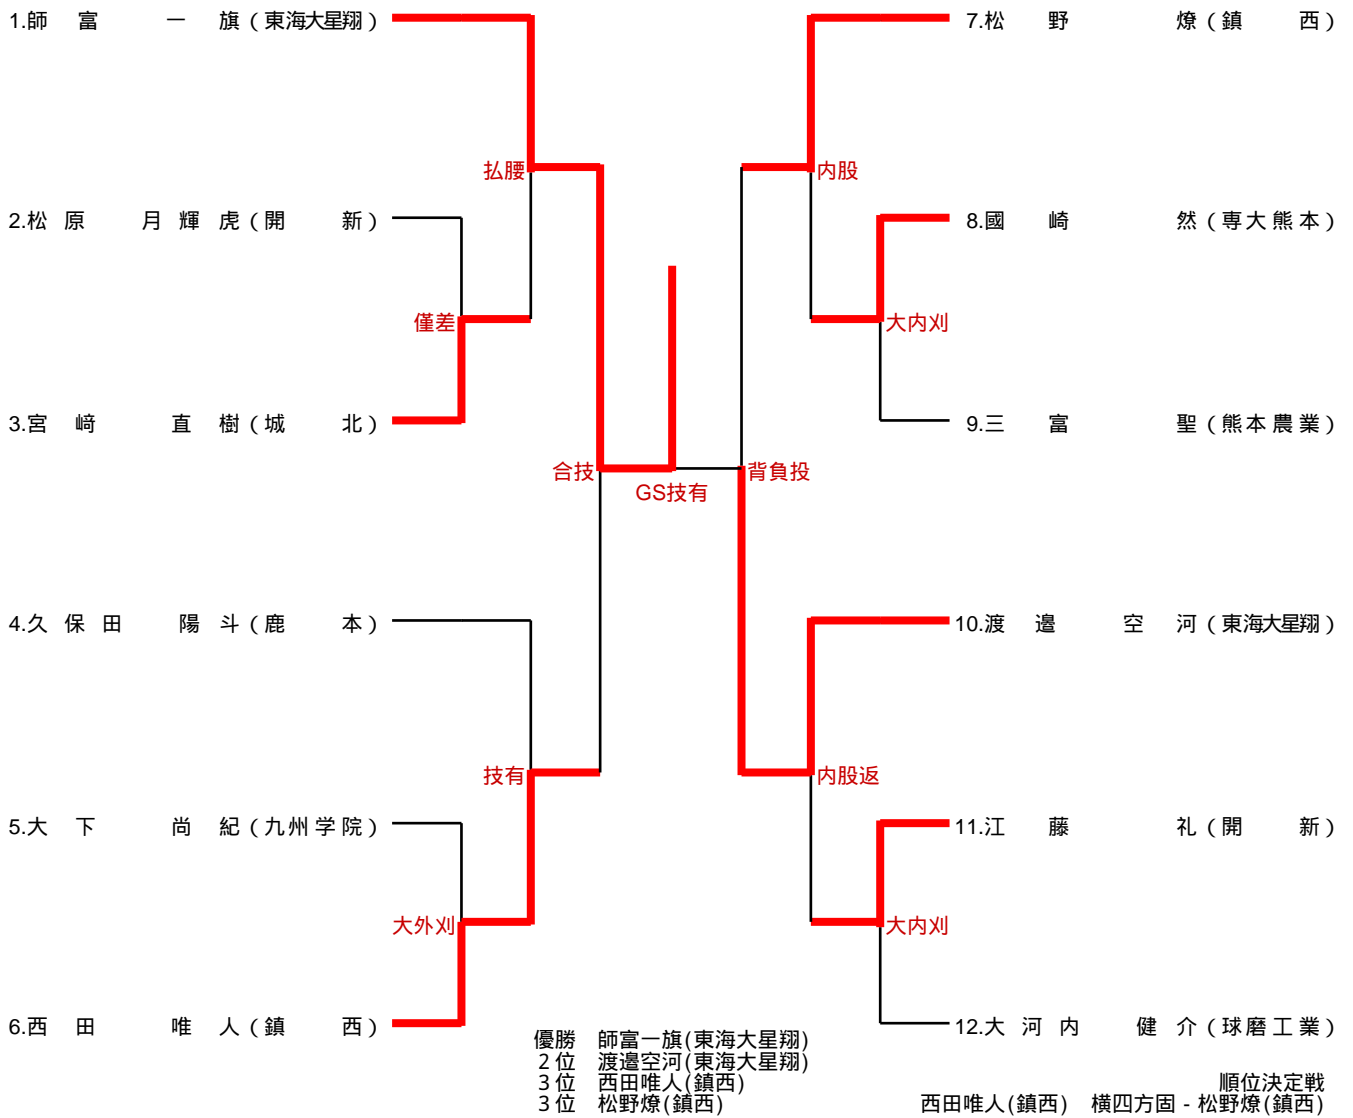 1.師富 一旗(東海大星翔)
7.松野 燎(鎮西)
払腰
内股
2.松原 月輝虎(開新)
8.國崎 然(専大熊本)
僅差
大内刈
3.宮﨑 直樹(城北)
9.三富 聖(熊本農業)
合技
背負投
GS技有
4.久保田 陽斗(鹿本)
10.渡邉 空河(東海大星翔)
技有
内股返
5.大下 尚紀(九州学院)
11.江藤 礼(開新)
大外刈
大内刈
6.西田 唯人(鎮西)
12.大河内 健介(球磨工業)
優勝 師富一旗(東海大星翔)
2位 渡邉空河(東海大星翔)
3位 西田唯人(鎮西)
3位 松野燎(鎮西)
順位決定戦
西田唯人(鎮西) 横四方固 - 松野燎(鎮西)